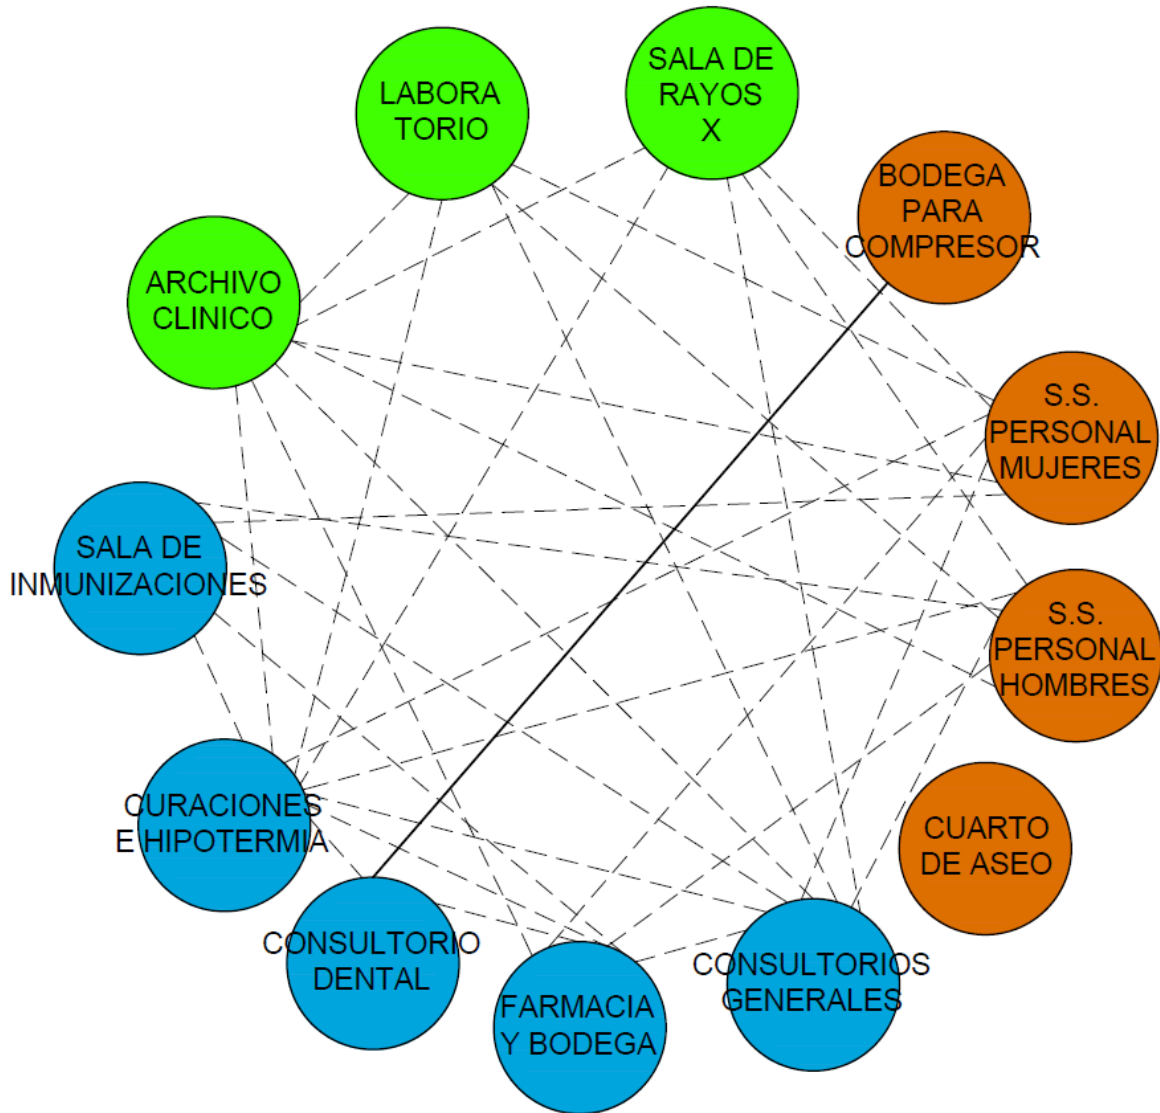 SALA DE
RAYOS
X
LABORA
TORIO
BODEGA
PARA
COMPRESOR
ARCHIVO
CLINICO
S.S.
PERSONAL
MUJERES
SALA DE
INMUNIZACIONES
S.S.
PERSONAL
HOMBRES
CURACIONES
E HIPOTERMIA
CUARTO
DE ASEO
CONSULTORIO
DENTAL
FARMACIA
Y BODEGA
CONSULTORIOS
GENERALES